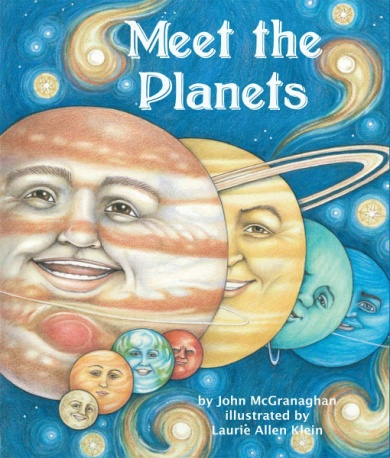 Meet the
Planets
by John McGranaghan
illustrated by
Laurie Allen Klein